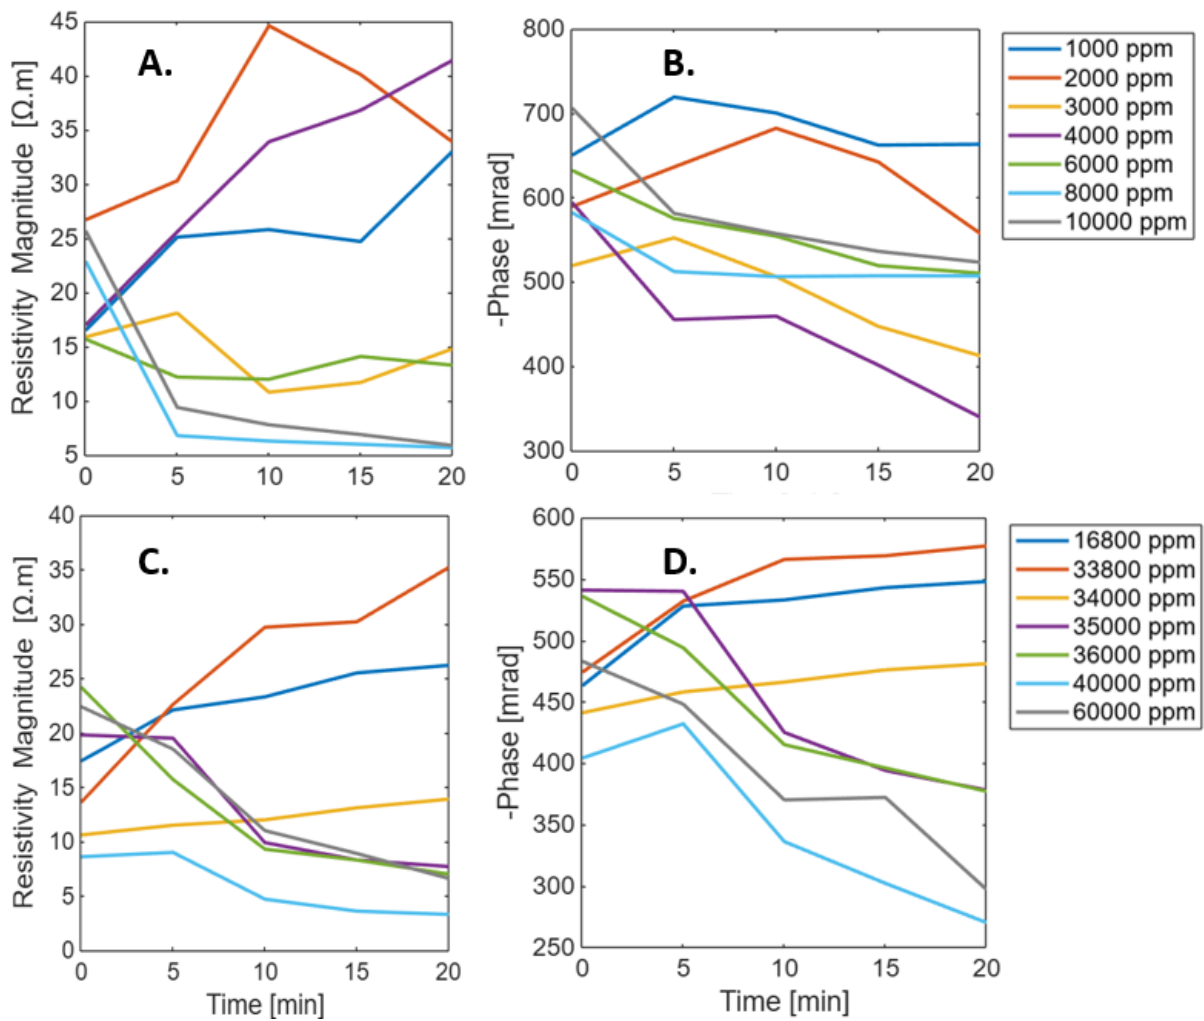 A.
Resistivity Magnitude [Ω.m]
45
40
35
30
25
20
15
10
5
0 5 10 15 20
B.
-Phase [mrad]
800
700
600
500
400
300
0 5 10 15 20
1000 ppm
2000 ppm
3000 ppm
4000 ppm
6000 ppm
8000 ppm
10000 ppm
C.
Resistivity Magnitude [Ω.m]
40
35
30
25
20
15
10
5
0
0 5 10 15 20
Time [min]
D.
-Phase [mrad]
600
550
500
450
400
350
300
250
0 5 10 15 20
Time [min]
16800 ppm
33800 ppm
34000 ppm
35000 ppm
36000 ppm
40000 ppm
60000 ppm